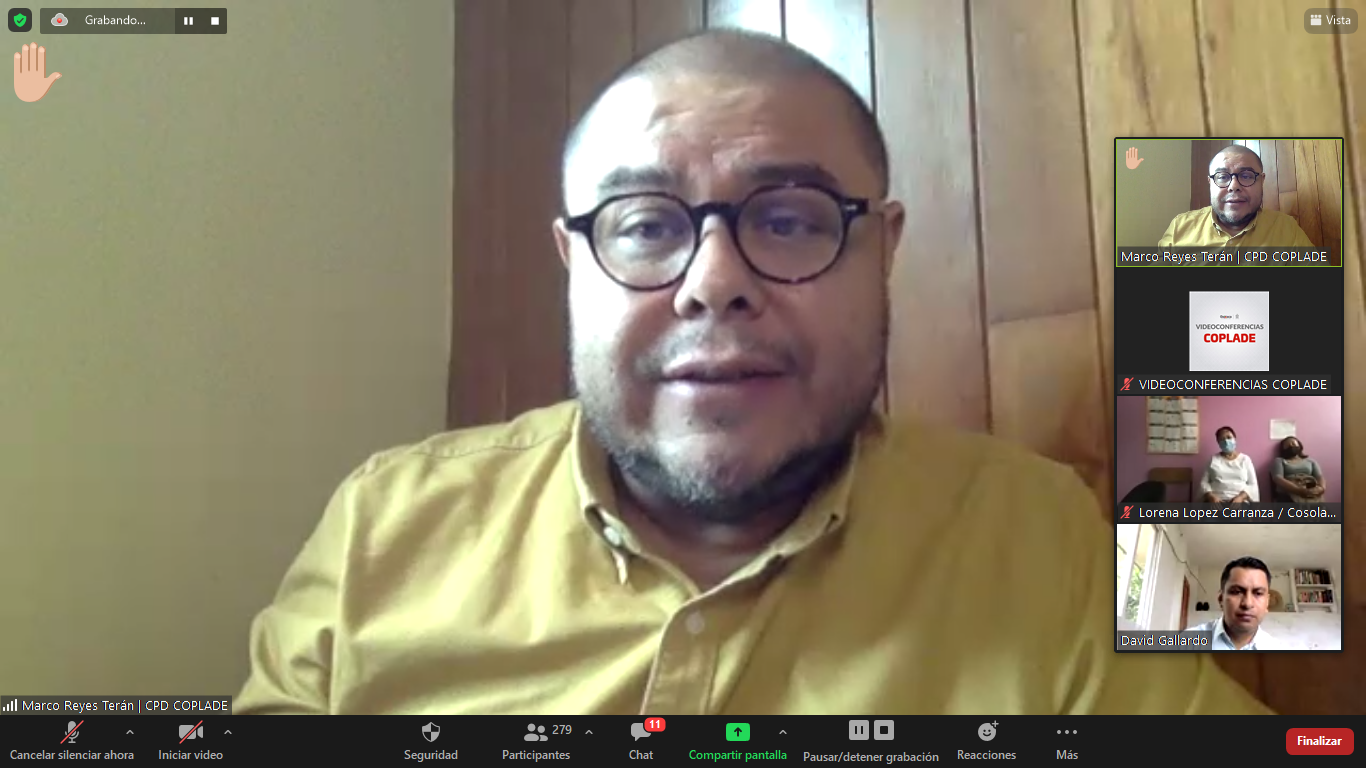 Grabando...
Vista
Marco Reyes Terán | CPD COPLADE
VIDEOCONFERENCIAS
COPLADE
VIDEOCONFERENCIAS COPLADE
Lorena Lopez Carranza / Cosola...
David Gallardo
Marco Reyes Terán | CPD COPLADE
Cancelar silenciar ahora
Iniciar video
Seguridad
279
Participantes
11
Chat
Compartir pantalla
Pausar/detener grabación
Reacciones
Más
Finalizar